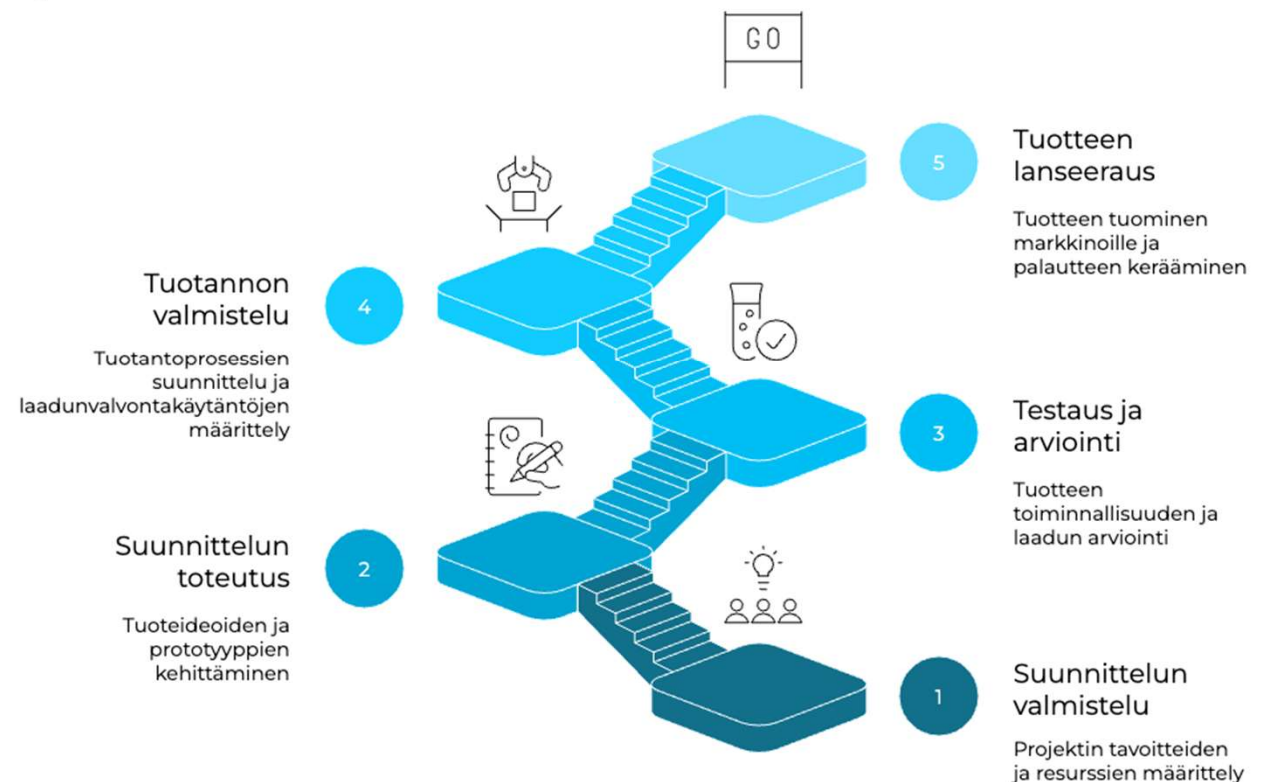 GO
5
Tuotteen
lanseeraus
Tuotteen tuominen
markkinoille ja
palautteen kerääminen
Tuotannon
valmistelu
4
Tuotantoprosessien
suunnittelu ja
laadunvalvontakäytäntöjen
määrittely
3
Testaus ja
arviointi
Tuotteen
toiminnallisuuden ja
laadun arviointi
Suunnittelun
toteutus
2
Tuoteideoiden ja
prototyyppien
kehittäminen
1
Suunnittelun
valmistelu
Projektin tavoitteiden
ja resurssien määrittely